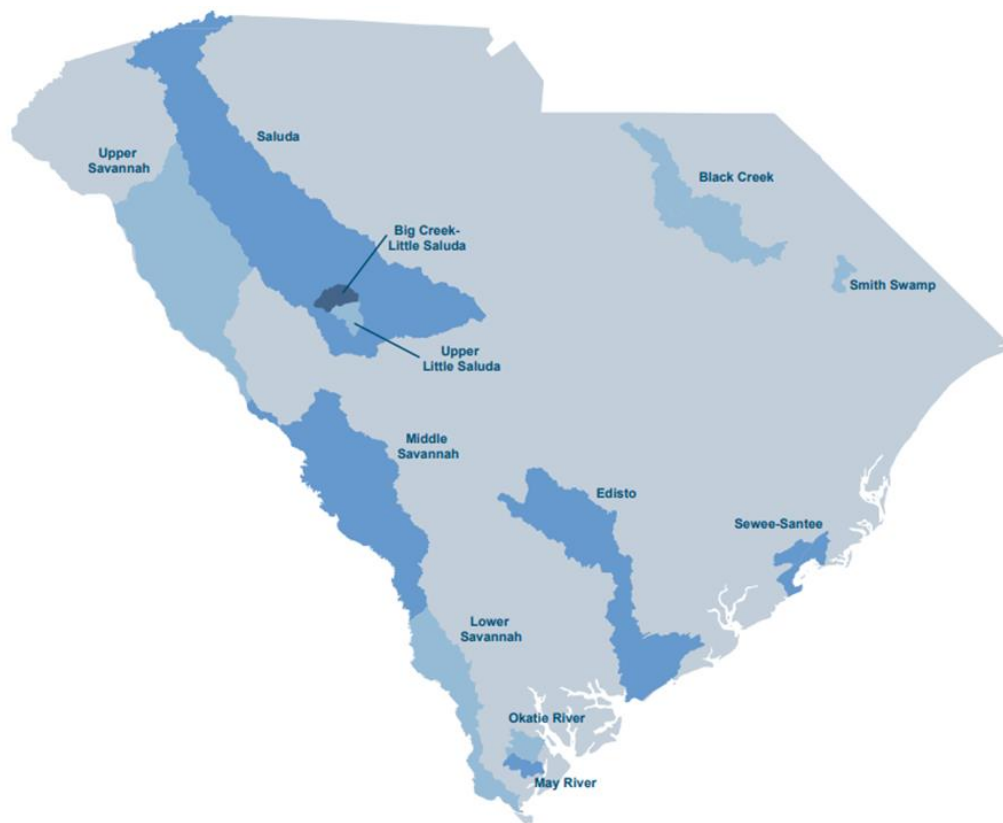 Saluda
Upper
Savannah
Black Creek
Big Creek-
Little Saluda
Smith Swamp
Upper
Little Saluda
Middle
Savannah
Edisto
Sewee-Santee
Lower
Savannah
Okatie River
May River